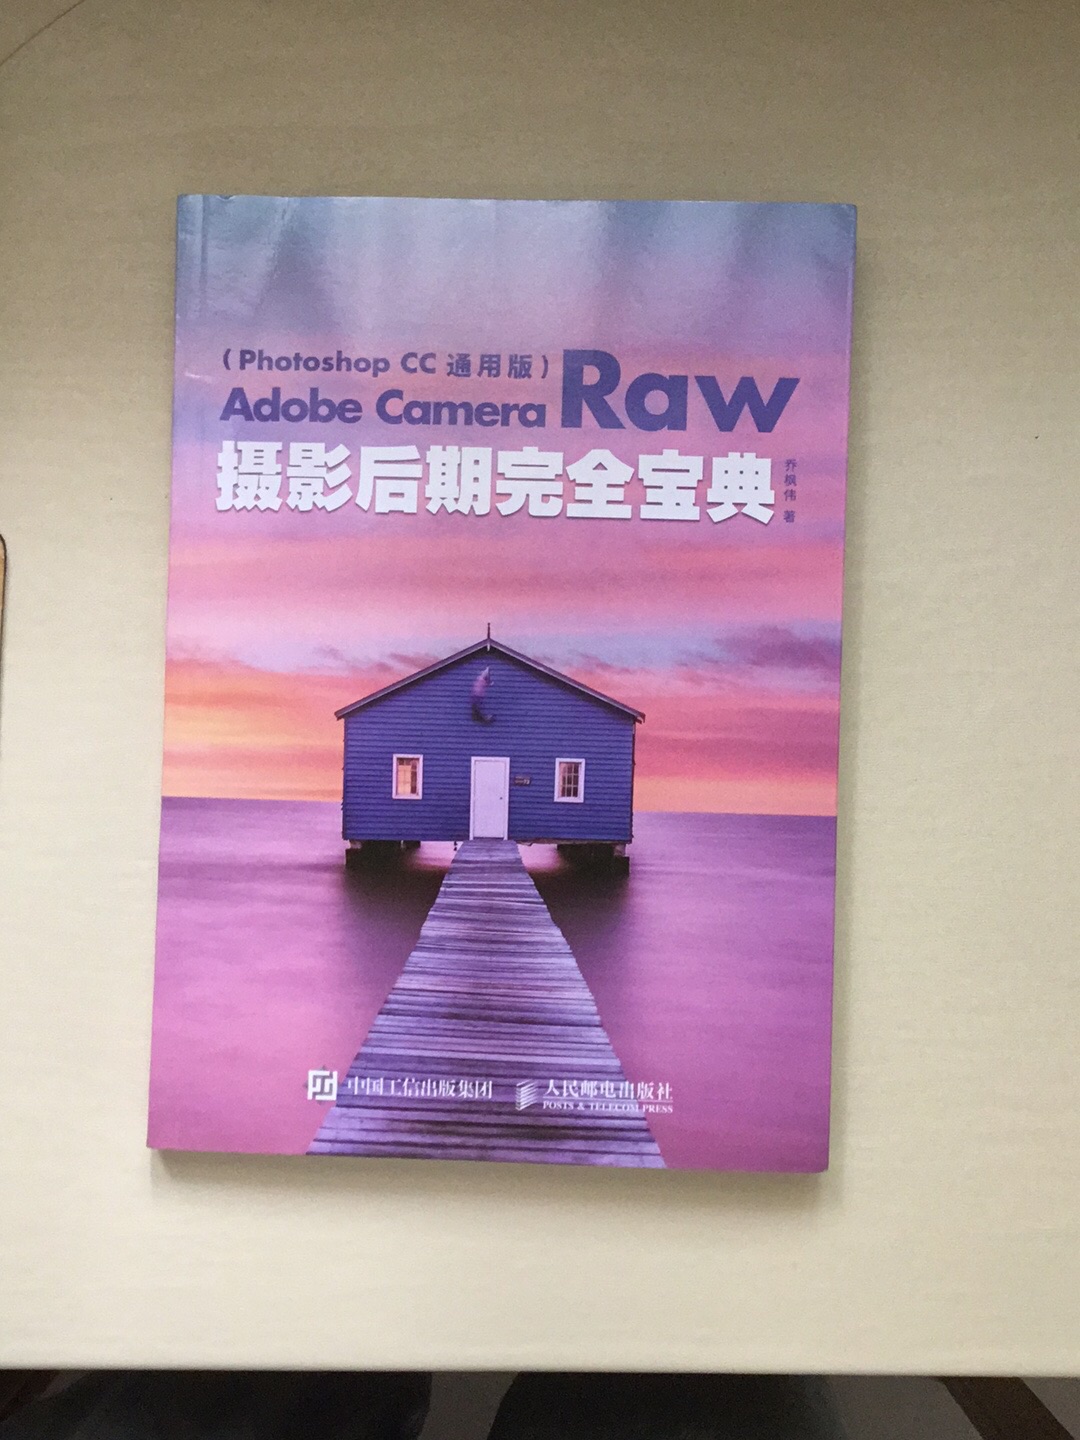 （Photoshop CC 通用版）
Adobe Camera Raw
摄影后期完全宝典
乔枫伟 著
中国工信出版集团
人民邮电出版社
POSTS & TELECOM PRESS